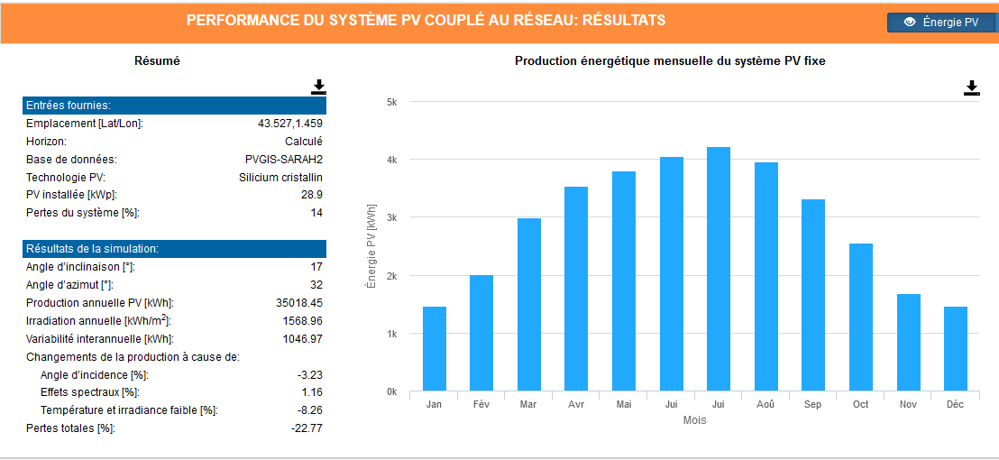 PERFORMANCE DU SYSTÈME PV COUPLÉ AU RÉSEAU: RÉSULTATS
Énergie PV
Résumé
Entrées fournies:
Emplacement [Lat/Lon]: 43.527,1.459
Horizon: Calculé
Base de données: PVGIS-SARAH2
Technologie PV: Silicium cristallin
PV installée [kWp]: 28.9
Pertes du système [%]: 14
Résultats de la simulation:
Angle d'inclinaison [°]: 17
Angle d'azimut [°]: 32
Production annuelle PV [kWh]: 35018.45
Irradiation annuelle [kWh/m²]: 1568.96
Variabilité interannuelle [kWh]: 1046.97
Changements de la production à cause de:
Angle d'incidence [%]: -3.23
Effets spectraux [%]: 1.16
Température et irradiance faible [%]: -8.26
Pertes totales [%]: -22.77
Production énergétique mensuelle du système PV fixe
Énergie PV [kWh]
5k
4k
3k
2k
1k
0k
Jan Fév Mar Avr Mai Jui Jui Aoû Sep Oct Nov Déc
Mois